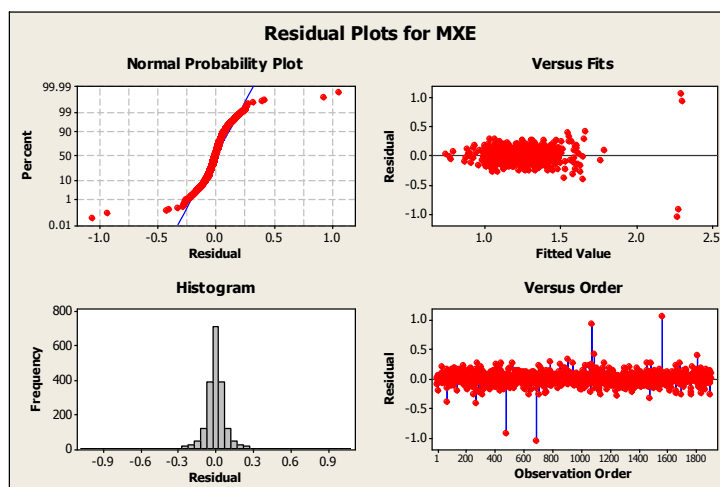 Residual Plots for MXE
Normal Probability Plot
99.99
99
90
50
10
1
0.01
Percent
-1.0 -0.5 0.0 0.5 1.0
Residual
Versus Fits
1.0
0.5
0.0
-0.5
-1.0
Residual
1.0 1.5 2.0 2.5
Fitted Value
Histogram
800
600
400
200
0
Frequency
-0.9 -0.6 -0.3 0.0 0.3 0.6 0.9
Residual
Versus Order
1.0
0.5
0.0
-0.5
-1.0
Residual
1 200 400 600 800 1000 1200 1400 1600 1800
Observation Order